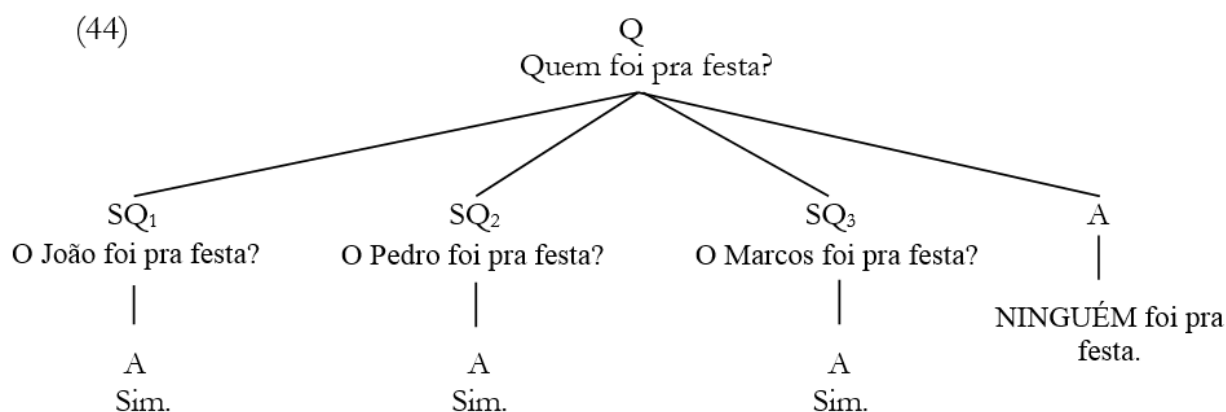 (44)
Q
Quem foi pra festa?
SQ₁ SQ₂ SQ₃ A
O João foi pra festa? O Pedro foi pra festa? O Marcos foi pra festa?
NINGUÉM foi pra
festa.
A A A
Sim. Sim. Sim.